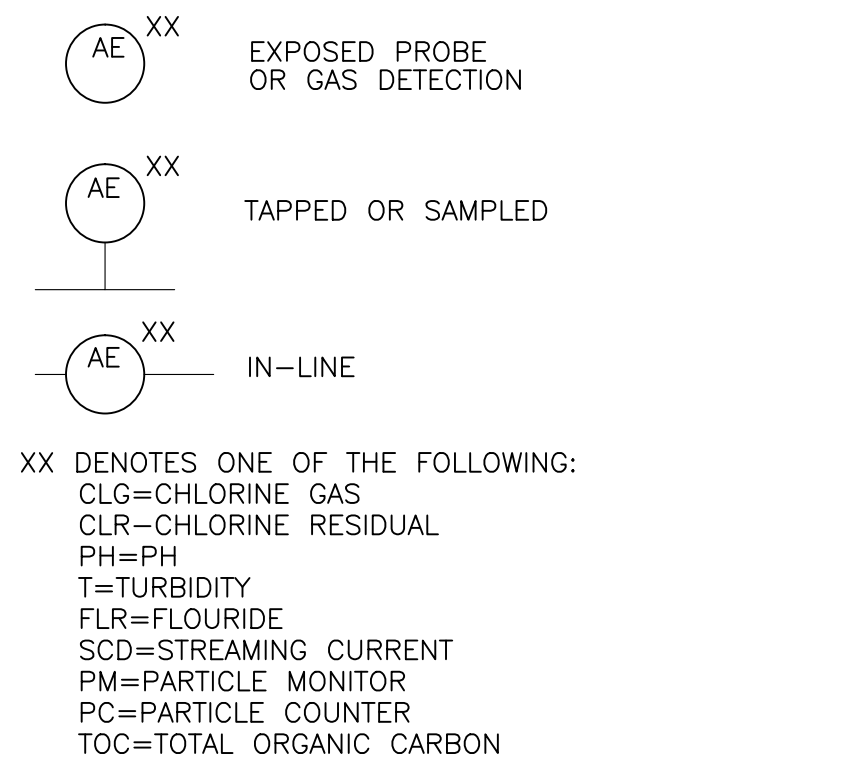 XX
AE
EXPOSED PROBE
OR GAS DETECTION
XX
AE
TAPPED OR SAMPLED
XX
AE
IN-LINE
XX DENOTES ONE OF THE FOLLOWING:
CLG=CHLORINE GAS
CLR-CHLORINE RESIDUAL
PH=PH
T=TURBIDITY
FLR=FLOURIDE
SCD=STREAMING CURRENT
PM=PARTICLE MONITOR
PC=PARTICLE COUNTER
TOC=TOTAL ORGANIC CARBON